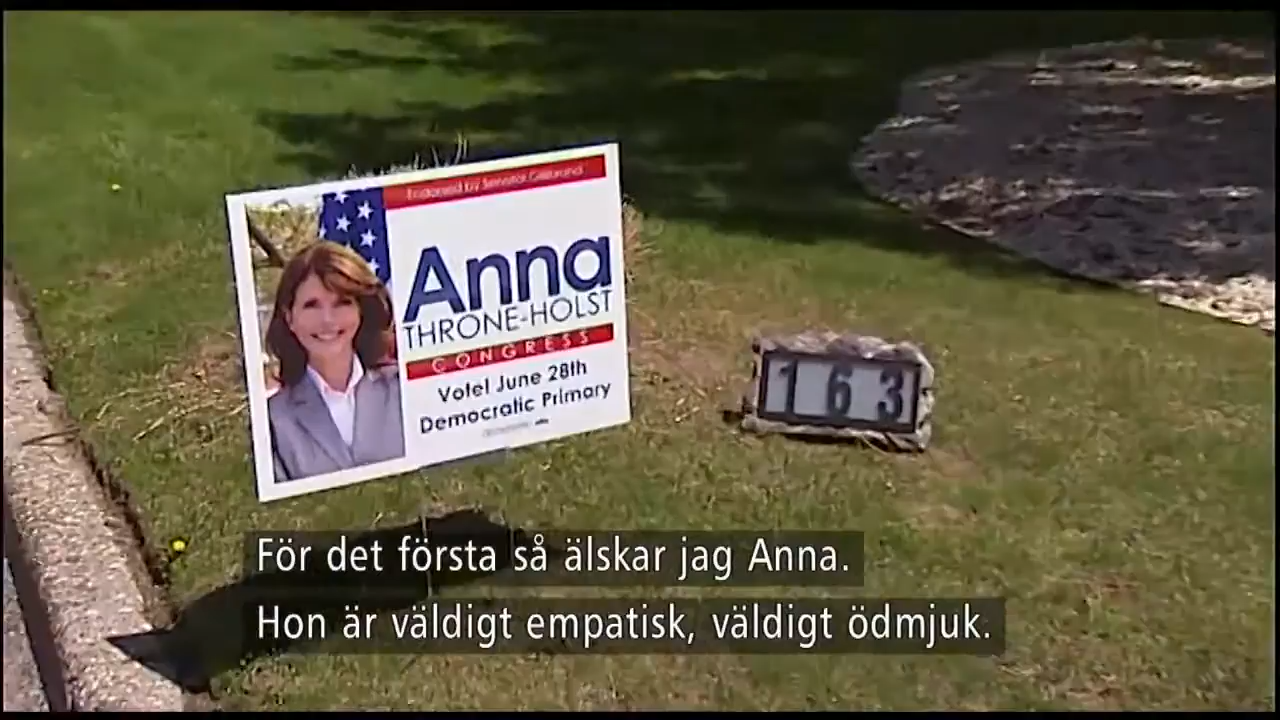 Endorsed by Senator Gillibrand
Anna
THRONE-HOLST
CONGRESS
Vote! June 28th
Democratic Primary
163
För det första så älskar jag Anna.
Hon är väldigt empatisk, väldigt ödmjuk.